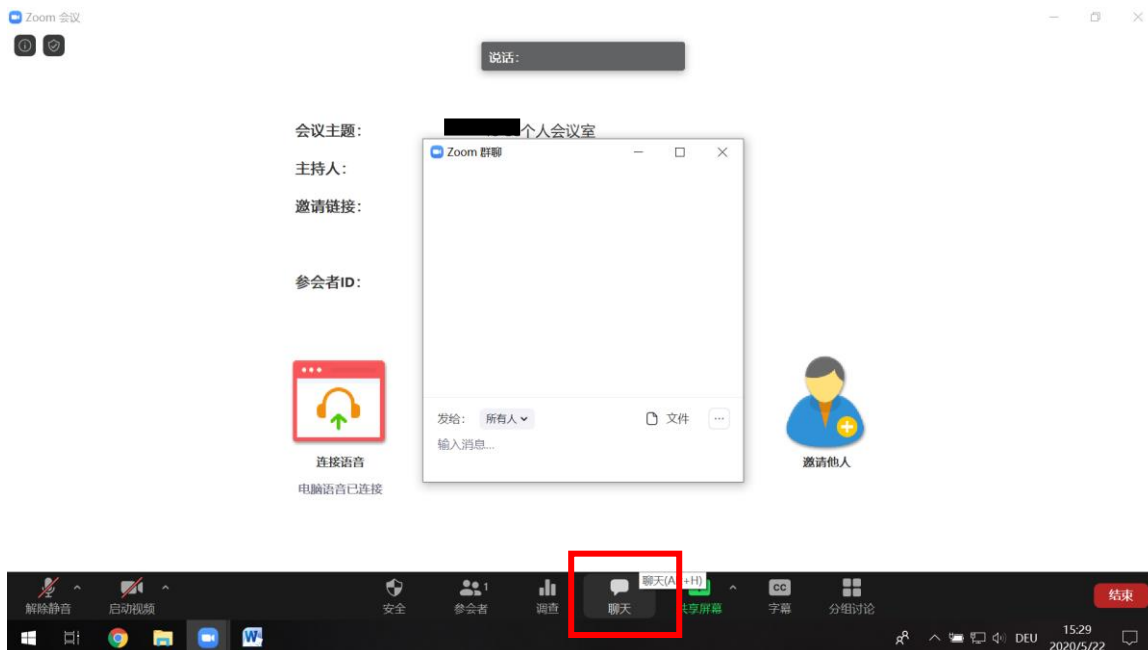 Zoom 会议
说话:
会议主题:
个人会议室
主持人:
邀请链接:
参会者ID:
Zoom 群聊
发给: 所有人
文件
输入消息...
连接语音
电脑语音已连接
邀请他人
聊天(A +H)
解除静音
启动视频
安全
1
参会者
调查
聊天
共享屏幕
CC
字幕
分组讨论
结束
W
DEU
15:29
2020/5/22